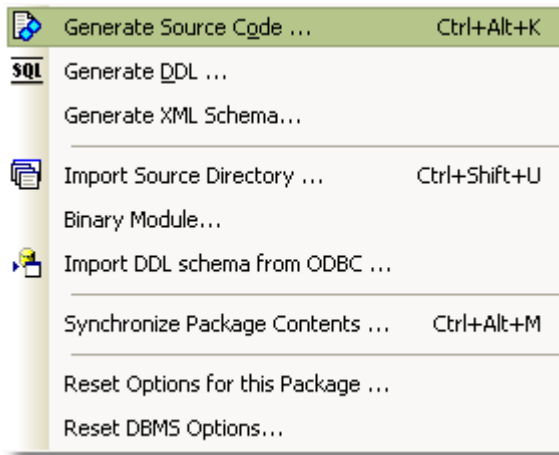 Generate Source Code ... Ctrl+Alt+K
SQL Generate DDL ...
Generate XML Schema...
Import Source Directory ... Ctrl+Shift+U
Binary Module...
Import DDL schema from ODBC ...
Synchronize Package Contents ... Ctrl+Alt+M
Reset Options for this Package ...
Reset DBMS Options...